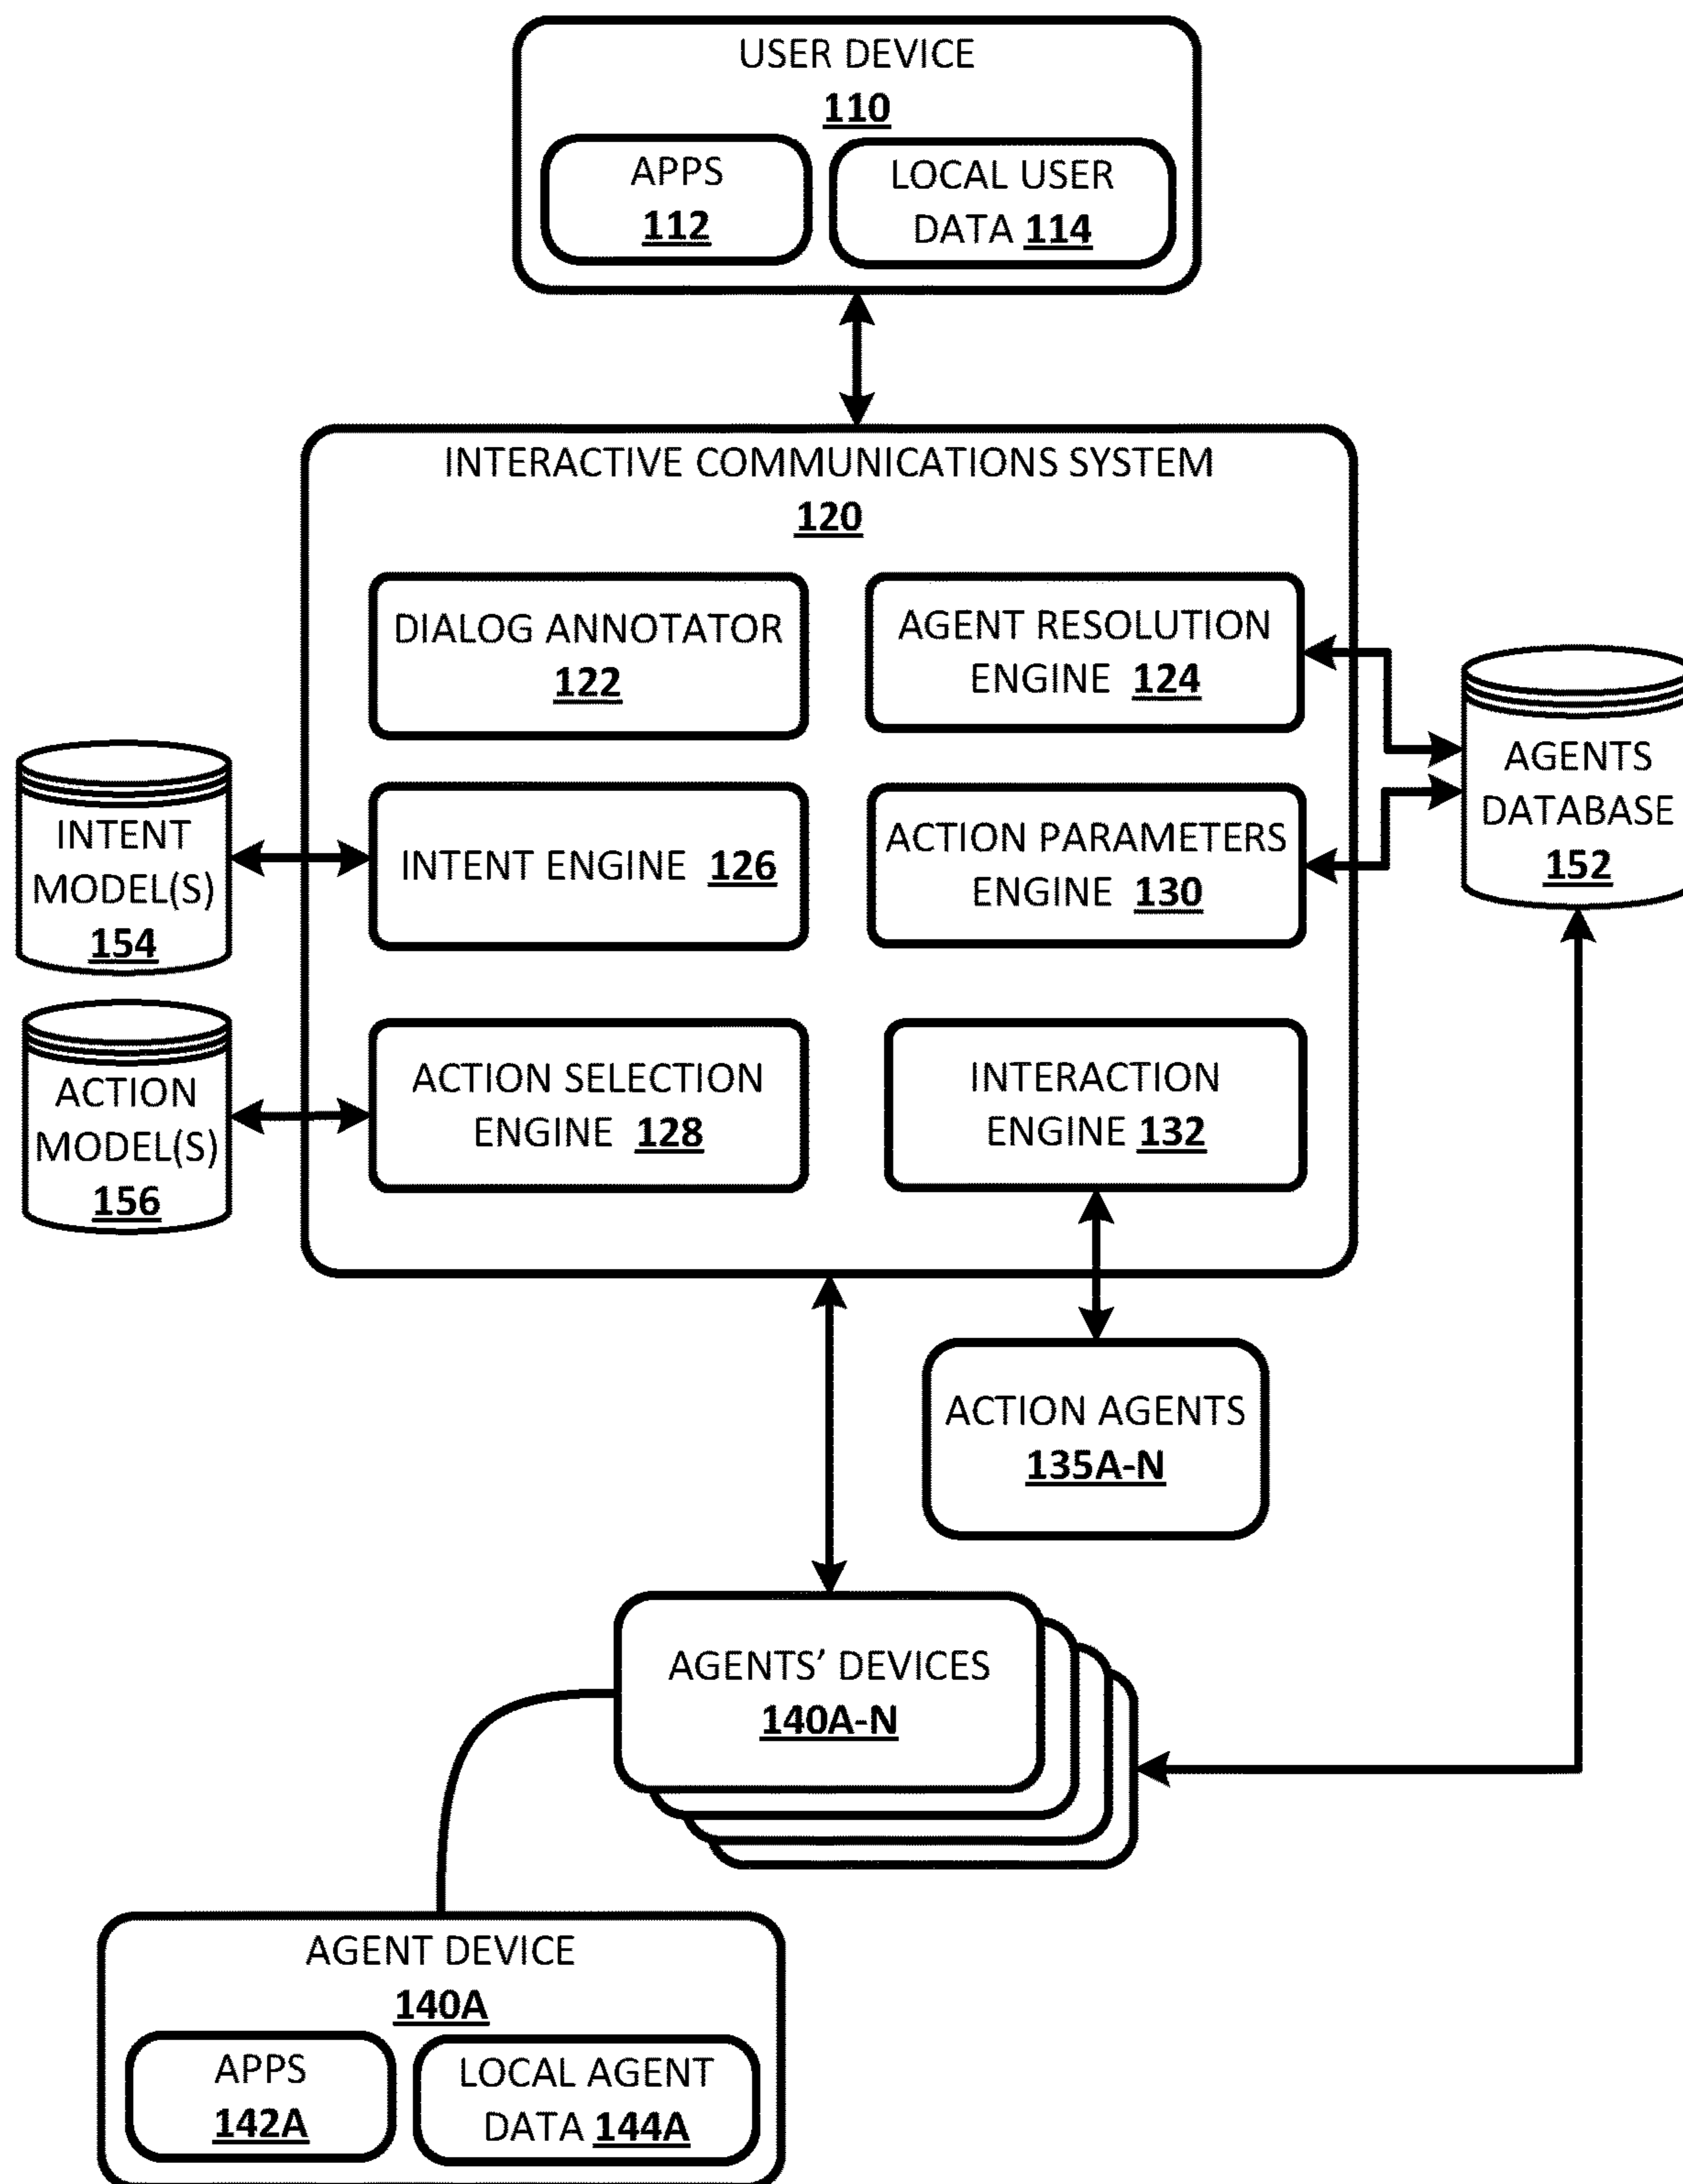 USER DEVICE
110
APPS
112
LOCAL USER
DATA 114
INTERACTIVE COMMUNICATIONS SYSTEM
120
DIALOG ANNOTATOR
122
AGENT RESOLUTION
ENGINE 124
INTENT ENGINE 126
ACTION PARAMETERS
ENGINE 130
ACTION SELECTION
ENGINE 128
INTERACTION
ENGINE 132
INTENT
MODEL(S)
154
ACTION
MODEL(S)
156
AGENTS
DATABASE
152
ACTION AGENTS
135A-N
AGENTS’ DEVICES
140A-N
AGENT DEVICE
140A
APPS
142A
LOCAL AGENT
DATA 144A